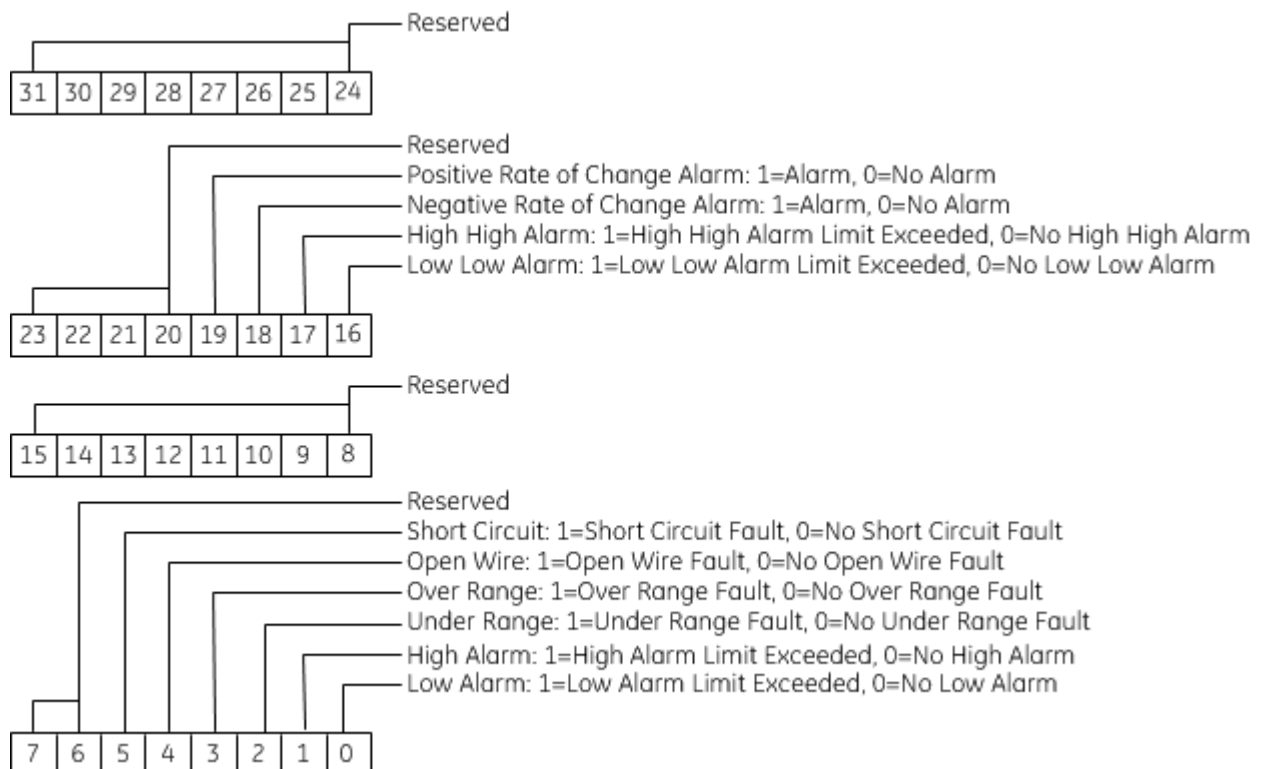 Reserved
31 30 29 28 27 26 25 24
Reserved
Positive Rate of Change Alarm: 1=Alarm, 0=No Alarm
Negative Rate of Change Alarm: 1=Alarm, 0=No Alarm
High High Alarm: 1=High High Alarm Limit Exceeded, 0=No High High Alarm
Low Low Alarm: 1=Low Low Alarm Limit Exceeded, 0=No Low Low Alarm
23 22 21 20 19 18 17 16
Reserved
15 14 13 12 11 10 9 8
Reserved
Short Circuit: 1=Short Circuit Fault, 0=No Short Circuit Fault
Open Wire: 1=Open Wire Fault, 0=No Open Wire Fault
Over Range: 1=Over Range Fault, 0=No Over Range Fault
Under Range: 1=Under Range Fault, 0=No Under Range Fault
High Alarm: 1=High Alarm Limit Exceeded, 0=No High Alarm
Low Alarm: 1=Low Alarm Limit Exceeded, 0=No Low Alarm
7 6 5 4 3 2 1 0